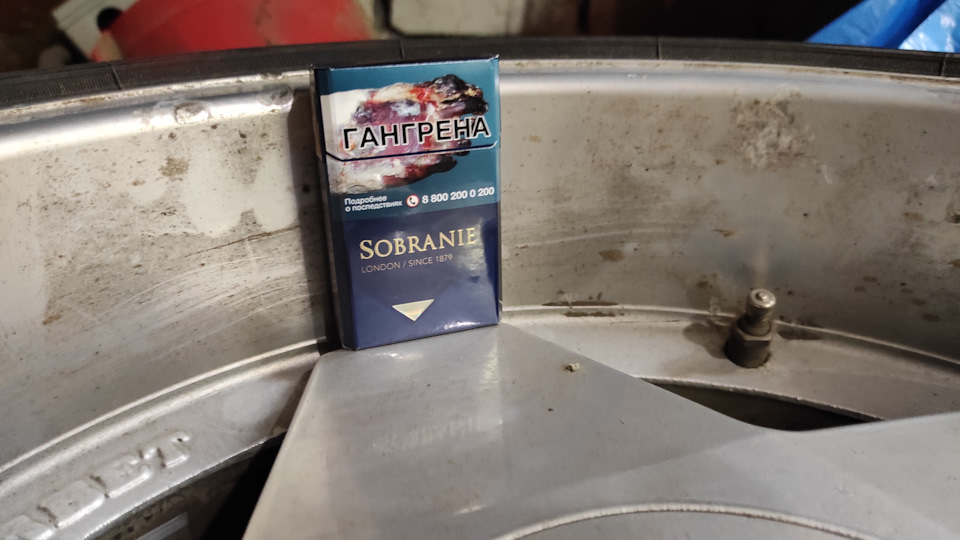 ГАНГРЕНА
Подробнее
о последствиях
8 800 200 0 200
SOBRANIE
LONDON / SINCE 1879